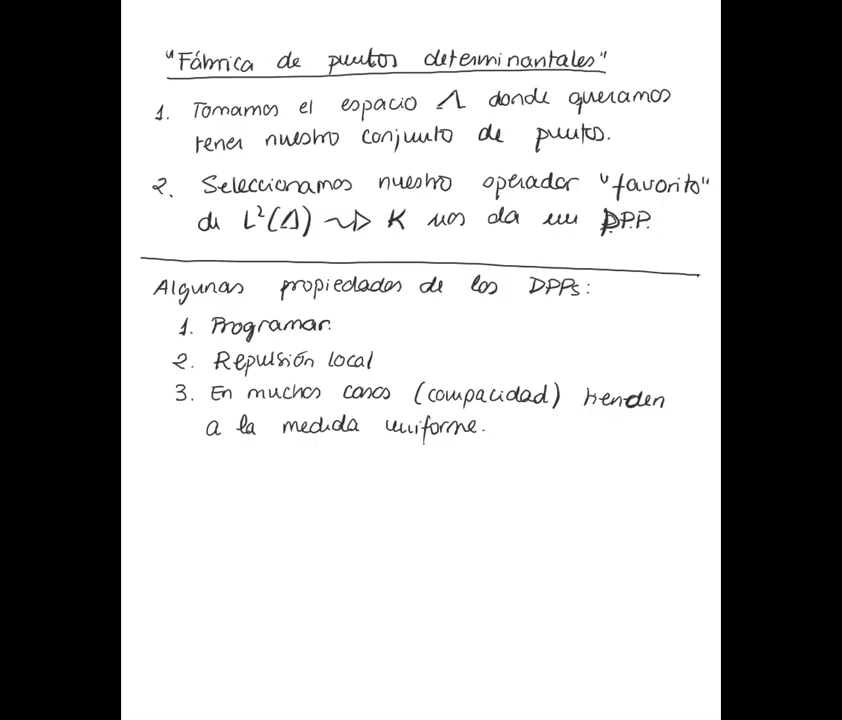 "Fábrica de puntos determinantales"
1. Tomamos el espacio Λ donde queramos
tener nuestro conjunto de puntos.
2. Seleccionamos nuestro operador "favorito"
de L²(Λ) ⇝ K nos da un DPP.
Algunas propiedades de los DPPs:
1. Programar.
2. Repulsión local
3. En muchos casos (compacidad) tienden
a la medida uniforme.